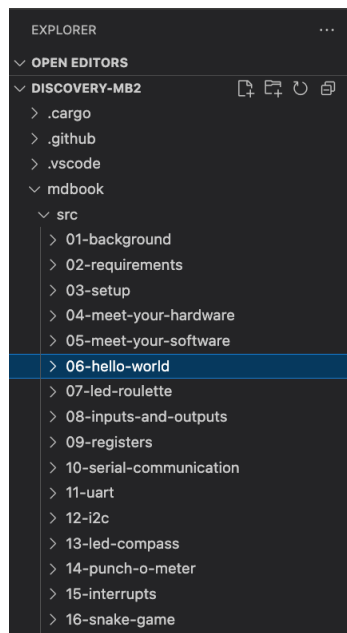 EXPLORER
OPEN EDITORS
DISCOVERY-MB2
.cargo
.github
.vscode
mdbook
src
01-background
02-requirements
03-setup
04-meet-your-hardware
05-meet-your-software
06-hello-world
07-led-roulette
08-inputs-and-outputs
09-registers
10-serial-communication
11-uart
12-i2c
13-led-compass
14-punch-o-meter
15-interrupts
16-snake-game